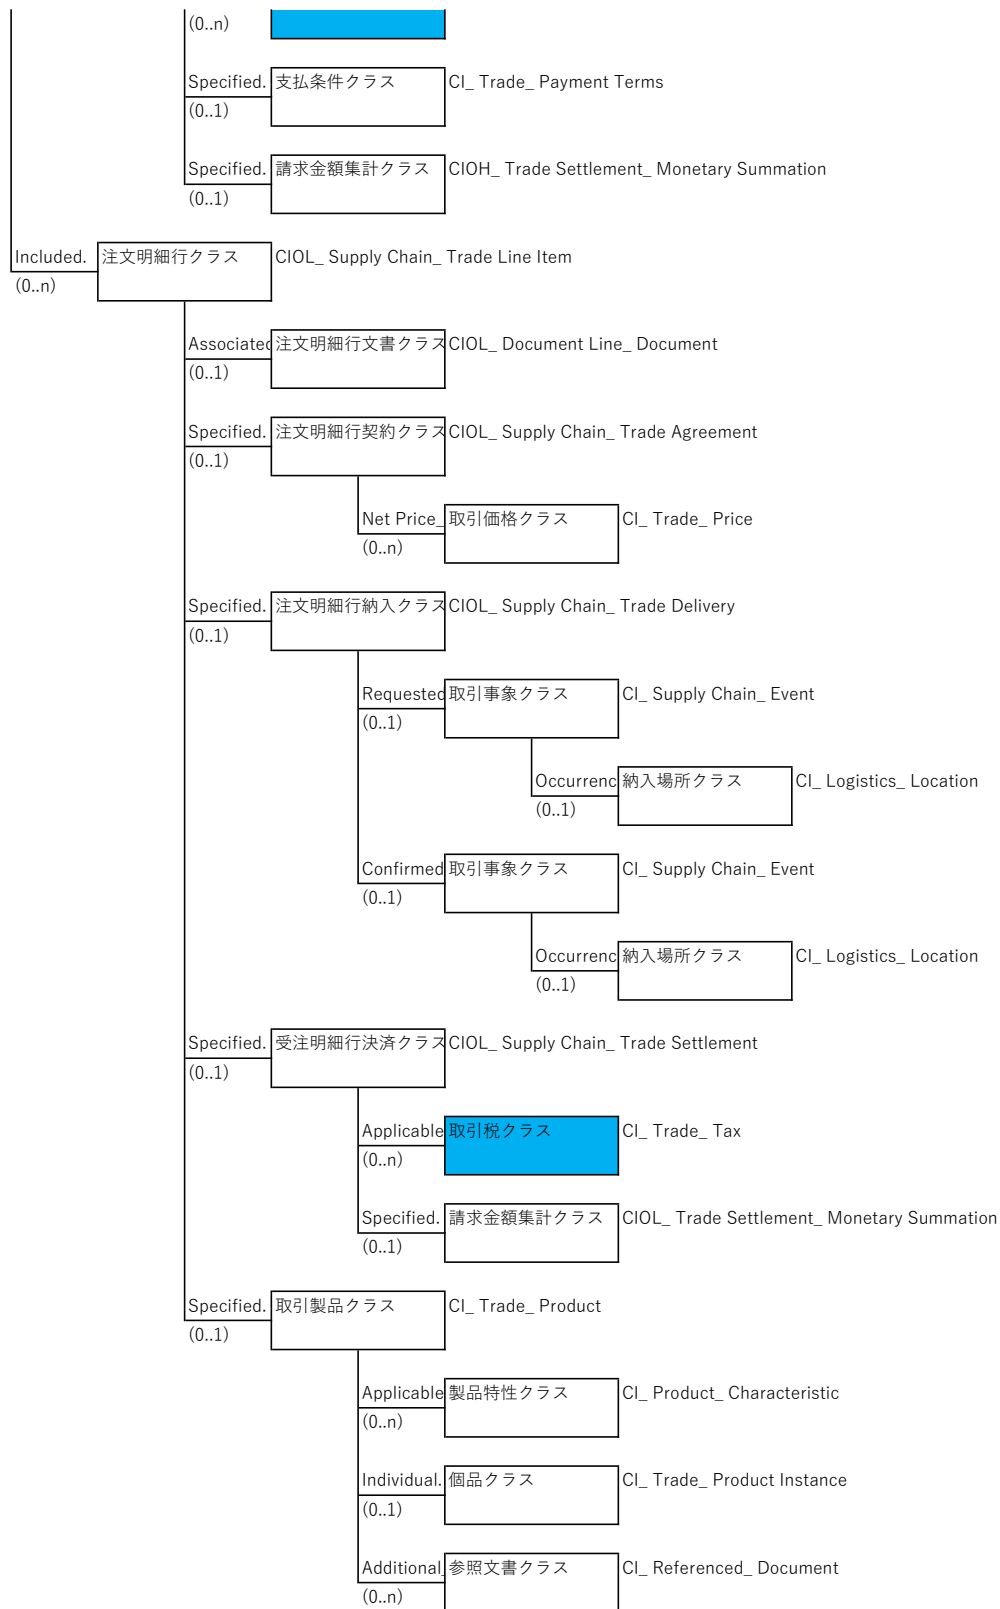 (0..n)
Specified. 支払条件クラス CI_ Trade_ Payment Terms
(0..1)
Specified. 請求金額集計クラス CIOH_ Trade Settlement_ Monetary Summation
(0..1)
Included. 注文明細行クラス CIOL_ Supply Chain_ Trade Line Item
(0..n)
Associated 注文明細行文書クラス CIOL_ Document Line_ Document
(0..1)
Specified. 注文明細行契約クラス CIOL_ Supply Chain_ Trade Agreement
(0..1)
Net Price_ 取引価格クラス CI_ Trade_ Price
(0..n)
Specified. 注文明細行納入クラス CIOL_ Supply Chain_ Trade Delivery
(0..1)
Requested 取引事象クラス CI_ Supply Chain_ Event
(0..1)
Occurrenc 納入場所クラス CI_ Logistics_ Location
(0..1)
Confirmed 取引事象クラス CI_ Supply Chain_ Event
(0..1)
Occurrenc 納入場所クラス CI_ Logistics_ Location
(0..1)
Specified. 受注明細行決済クラス CIOL_ Supply Chain_ Trade Settlement
(0..1)
Applicable 取引税クラス CI_ Trade_ Tax
(0..n)
Specified. 請求金額集計クラス CIOL_ Trade Settlement_ Monetary Summation
(0..1)
Specified. 取引製品クラス CI_ Trade_ Product
(0..1)
Applicable 製品特性クラス CI_ Product_ Characteristic
(0..n)
Individual. 個品クラス CI_ Trade_ Product Instance
(0..1)
Additional_ 参照文書クラス CI_ Referenced_ Document
(0..n)